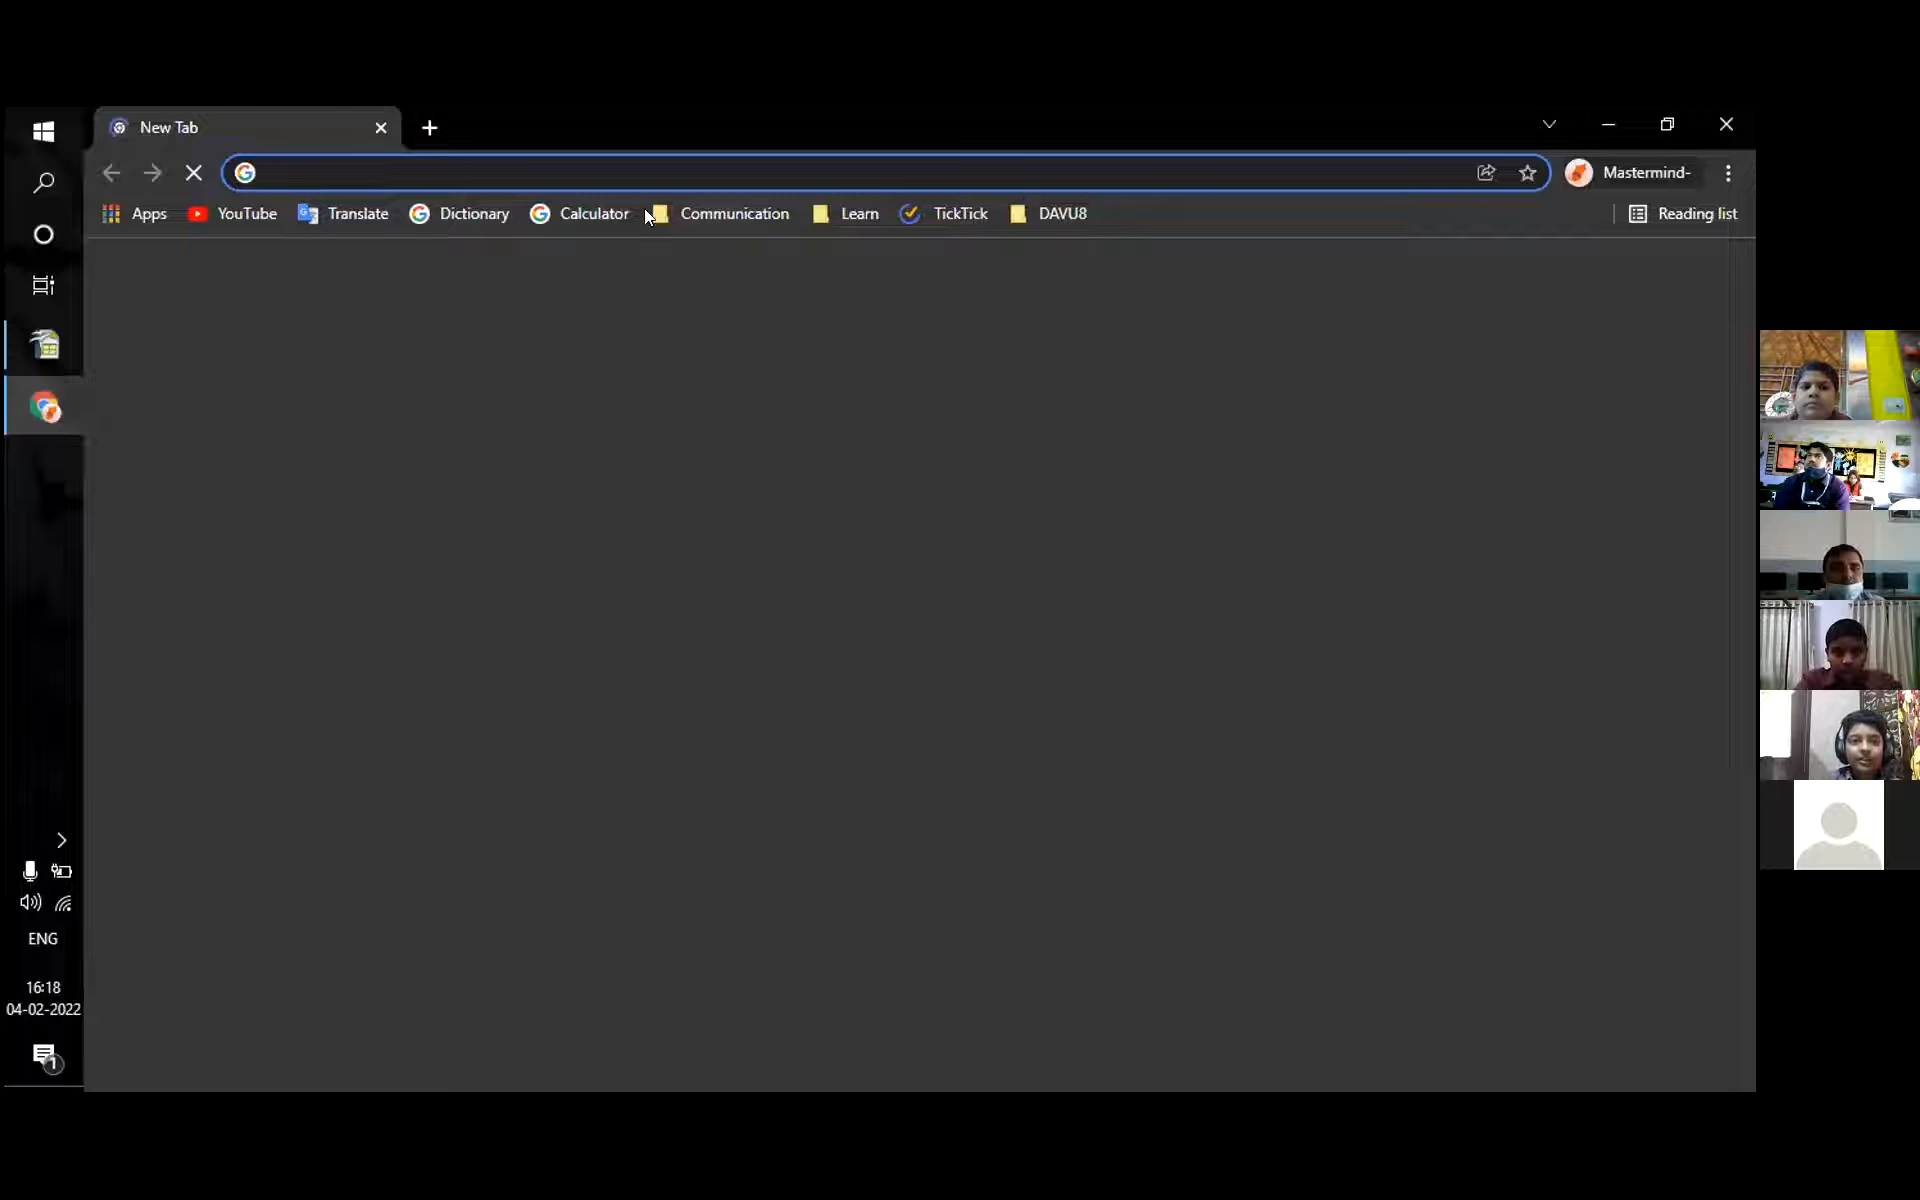 New Tab
Mastermind-
Apps YouTube Translate Dictionary Calculator Communication Learn TickTick DAVU8 Reading list
ENG
16:18
04-02-2022
1